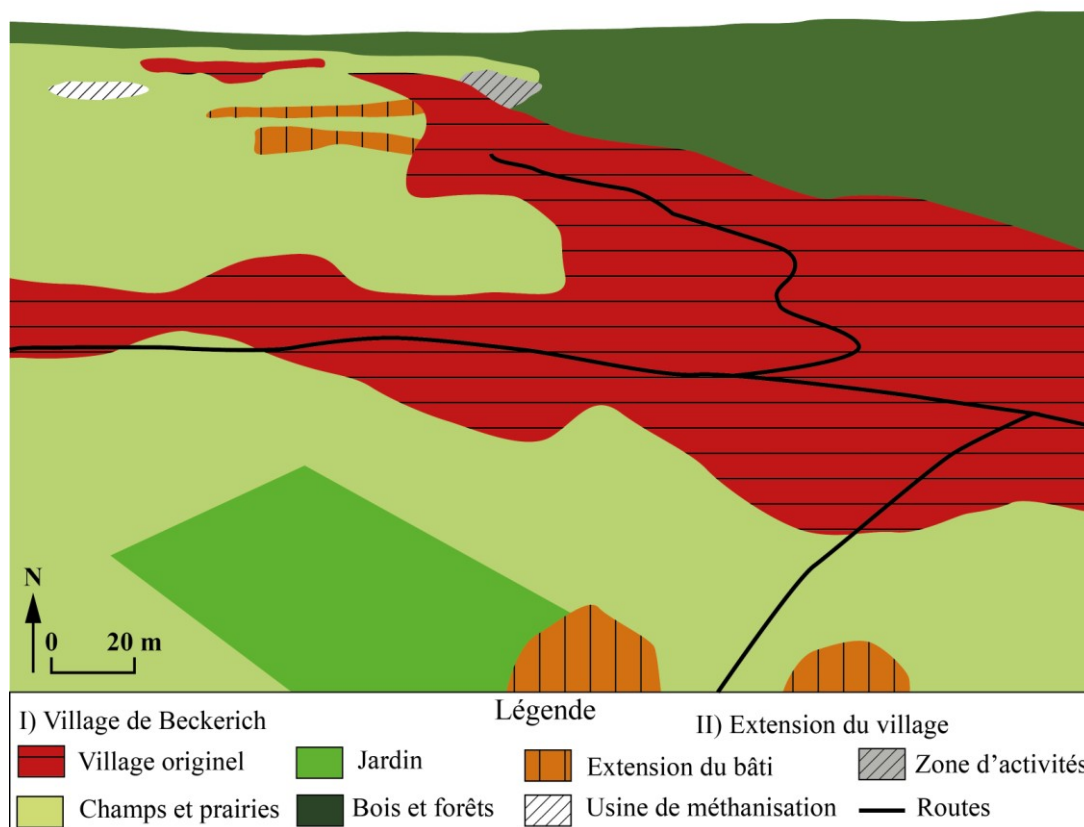 N
0 20 m
Légende
I) Village de Beckerich
II) Extension du village
Village originel
Jardin
Extension du bâti
Zone d’activités
Champs et prairies
Bois et forêts
Usine de méthanisation
Routes